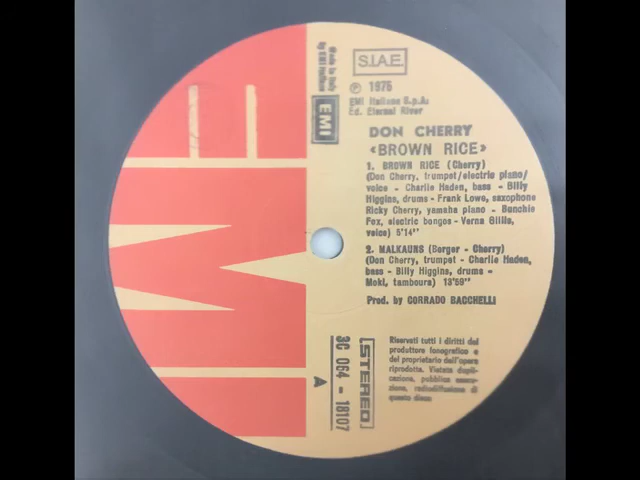 EMI
Made in Italy
by EMI Italiana
EMI
S.I.A.E.
℗ 1975
EMI Italiana S.p.A.
Ed. Eternal River
DON CHERRY
«BROWN RICE»
1. BROWN RICE (Cherry)
(Don Cherry, trumpet/electric piano/
voice - Charlie Haden, bass - Billy
Higgins, drums - Frank Lowe, saxophone
Ricky Cherry, yamaha piano - Bunchie
Fox, electric bongos - Verna Gillis,
voice) 5'14"
2. MALKAUNS (Berger - Cherry)
(Don Cherry, trumpet - Charlie Haden,
bass - Billy Higgins, drums -
Moki, tamboura) 13'59"
Prod. by CORRADO BACCHELLI
STEREO
3C 064 - 18107
A
Riservati tutti i diritti del
produttore fonografico e
del proprietario dell'opera
riprodotta. Vietata dupli-
cazione, pubblica esecu-
zione, radiodiffusione di
questo disco